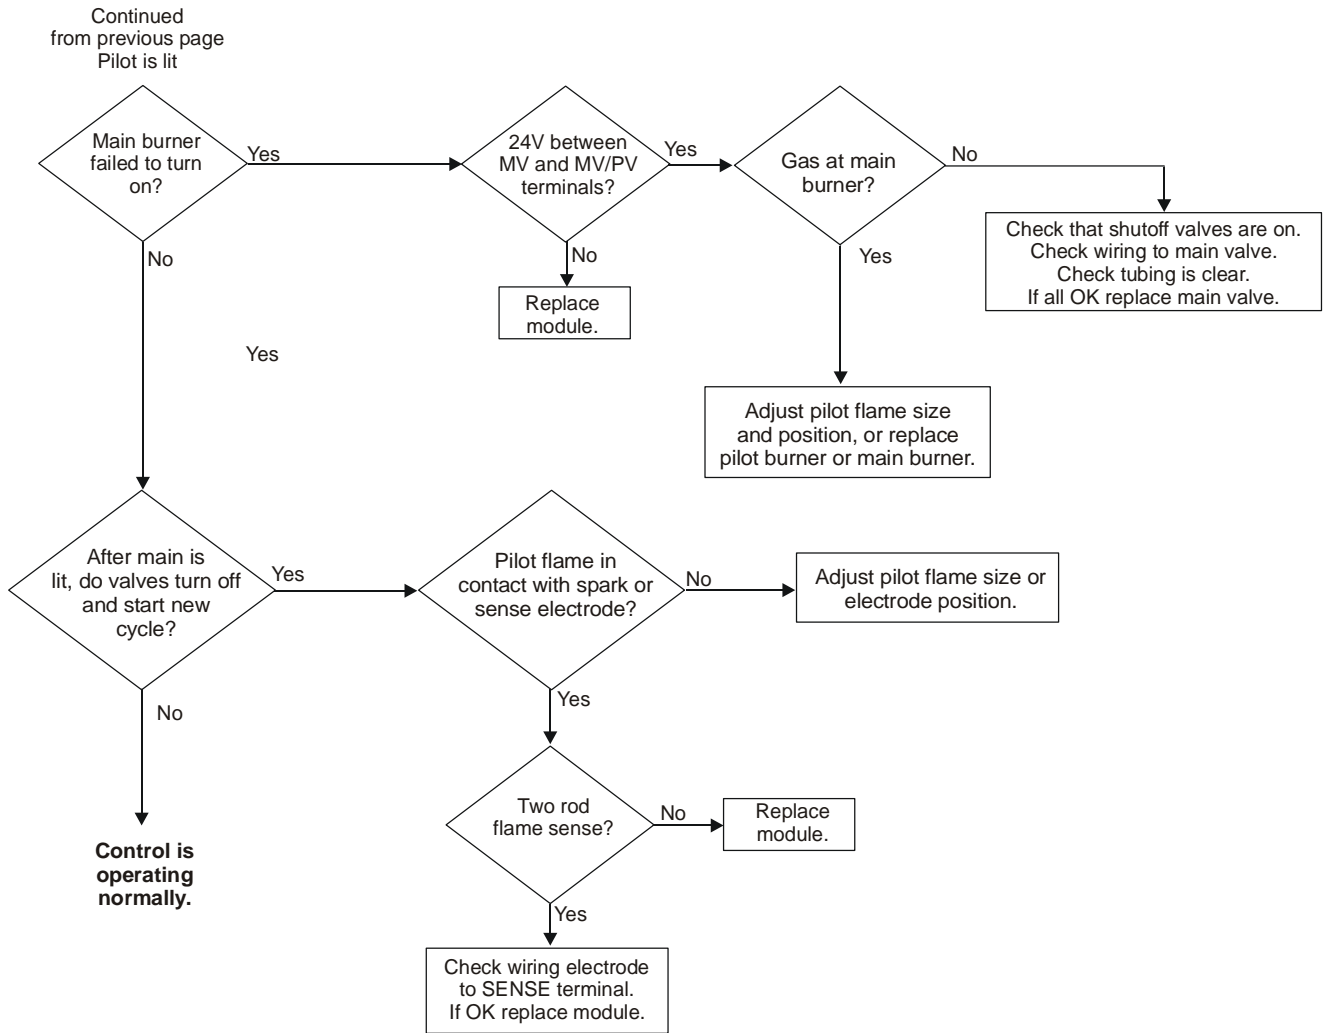 Continued
from previous page
Pilot is lit
Main burner
failed to turn
on?
Yes
24V between
MV and MV/PV
terminals?
Yes
Gas at main
burner?
No
Check that shutoff valves are on.
Check wiring to main valve.
Check tubing is clear.
If all OK replace main valve.
No
No
Replace
module.
Yes
Yes
Adjust pilot flame size
and position, or replace
pilot burner or main burner.
After main is
lit, do valves turn off
and start new
cycle?
Yes
Pilot flame in
contact with spark or
sense electrode?
No
Adjust pilot flame size or
electrode position.
No
Yes
Control is
operating
normally.
Two rod
flame sense?
No
Replace
module.
Yes
Check wiring electrode
to SENSE terminal.
If OK replace module.